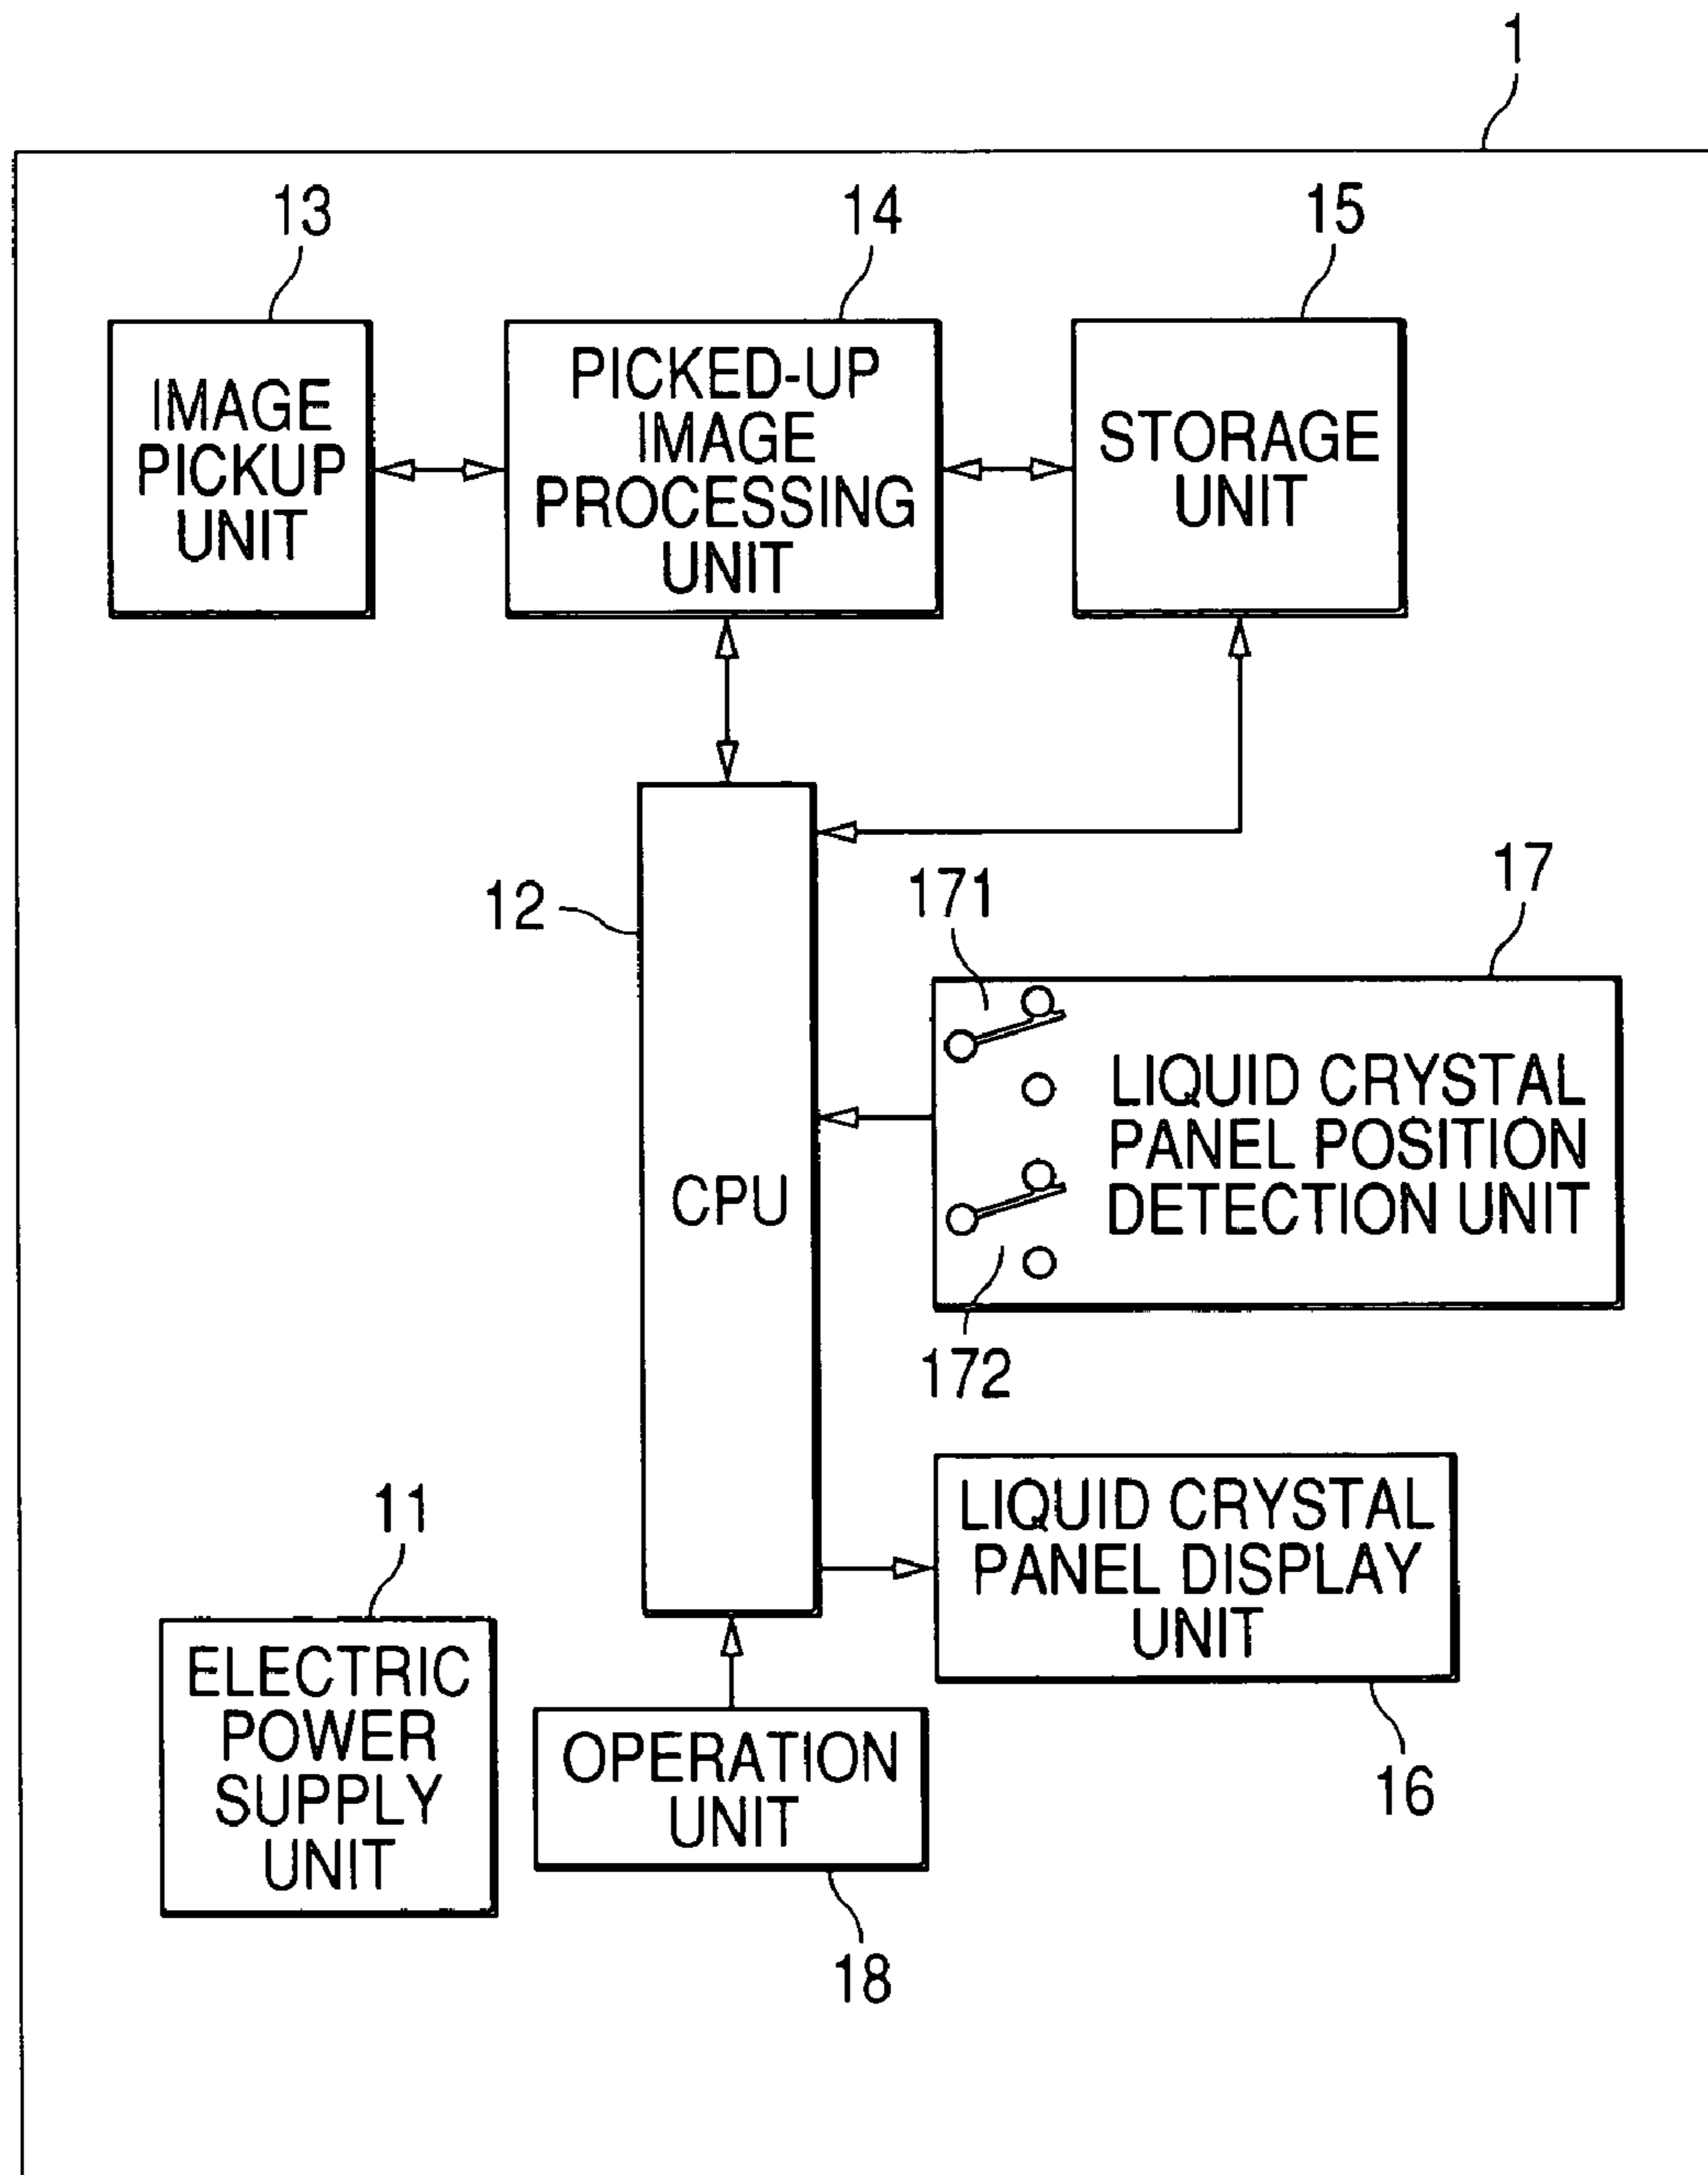 1
13
14
15
IMAGE
PICKUP
UNIT
PICKED-UP
IMAGE
PROCESSING
UNIT
STORAGE
UNIT
12
171
17
CPU
LIQUID CRYSTAL
PANEL POSITION
DETECTION UNIT
172
11
LIQUID CRYSTAL
PANEL DISPLAY
UNIT
ELECTRIC
POWER
SUPPLY
UNIT
OPERATION
UNIT
16
18